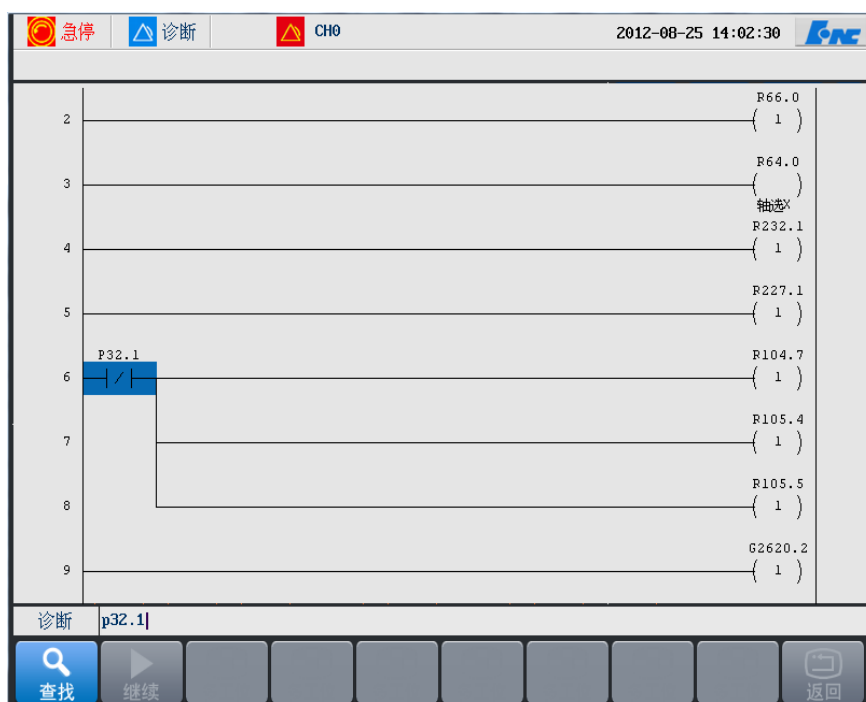 急停 诊断 CH0 2012-08-25 14:02:30
R66.0
2 ( 1 )
R64.0
3 ( )
轴选X
R232.1
4 ( 1 )
R227.1
5 ( 1 )
P32.1 R104.7
6 ( 1 )
R105.4
7 ( 1 )
R105.5
8 ( 1 )
G2620.2
9 ( 1 )
诊断 p32.1
查找 继续 返回